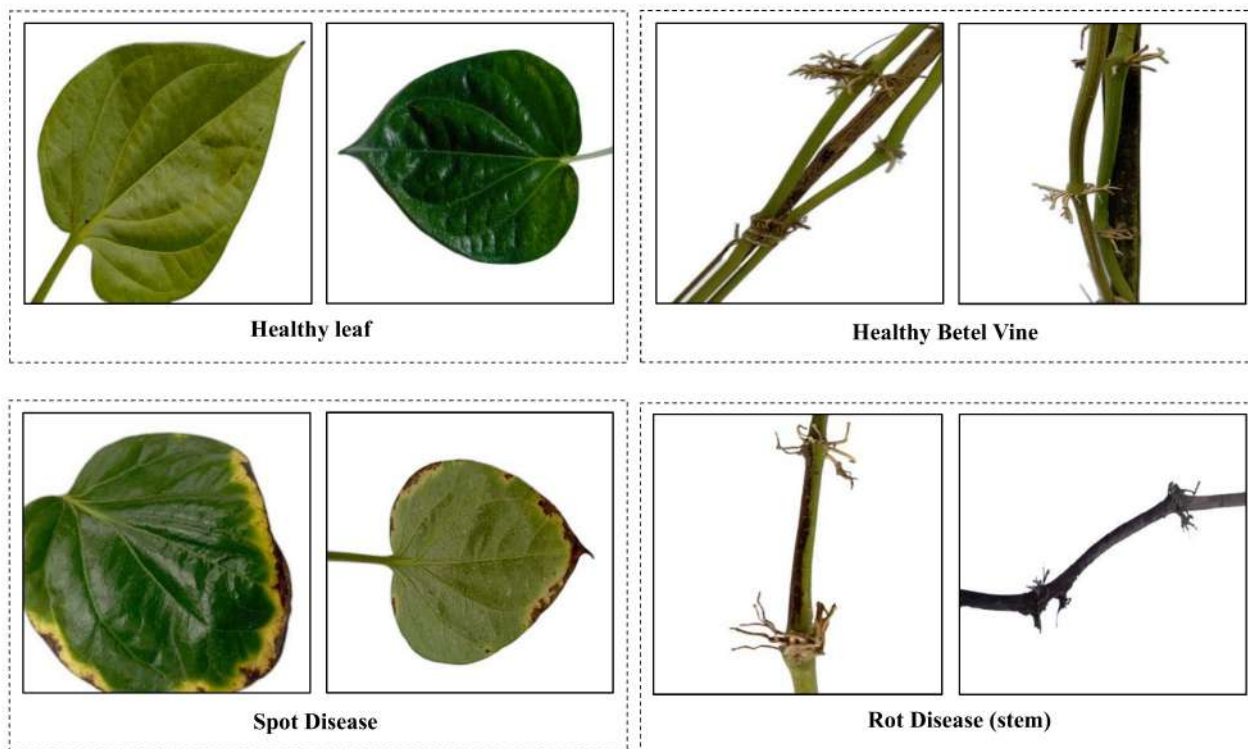 Healthy leaf
Healthy Betel Vine
Spot Disease
Rot Disease (stem)